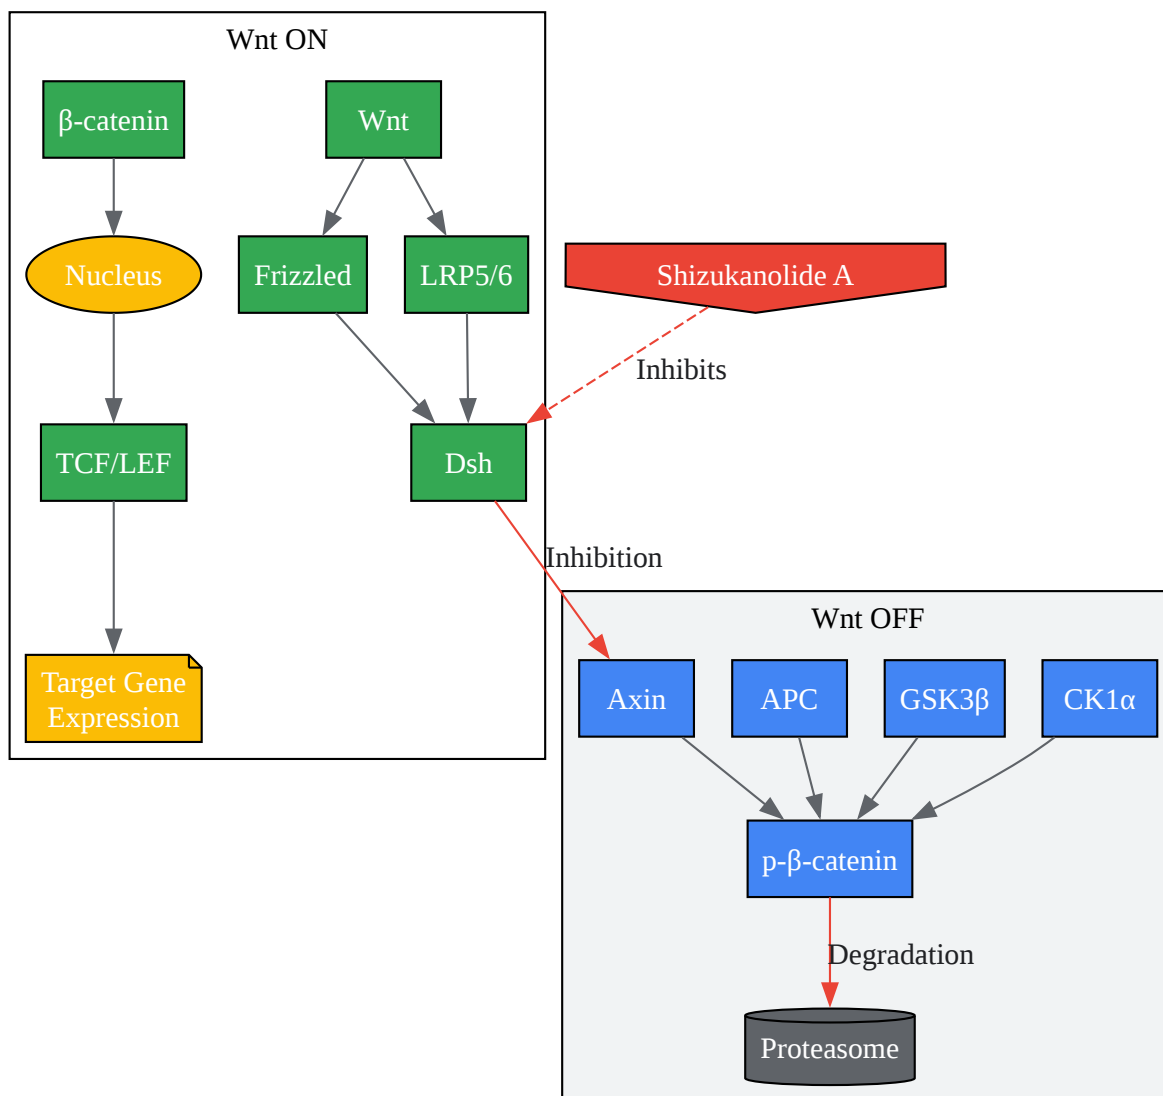 Wnt ON
β-catenin
Wnt
Nucleus
Frizzled
LRP5/6
Shizukanolide A
Inhibits
TCF/LEF
Dsh
Inhibition
Wnt OFF
Target Gene
Expression
Axin
APC
GSK3β
CK1α
p-β-catenin
Degradation
Proteasome